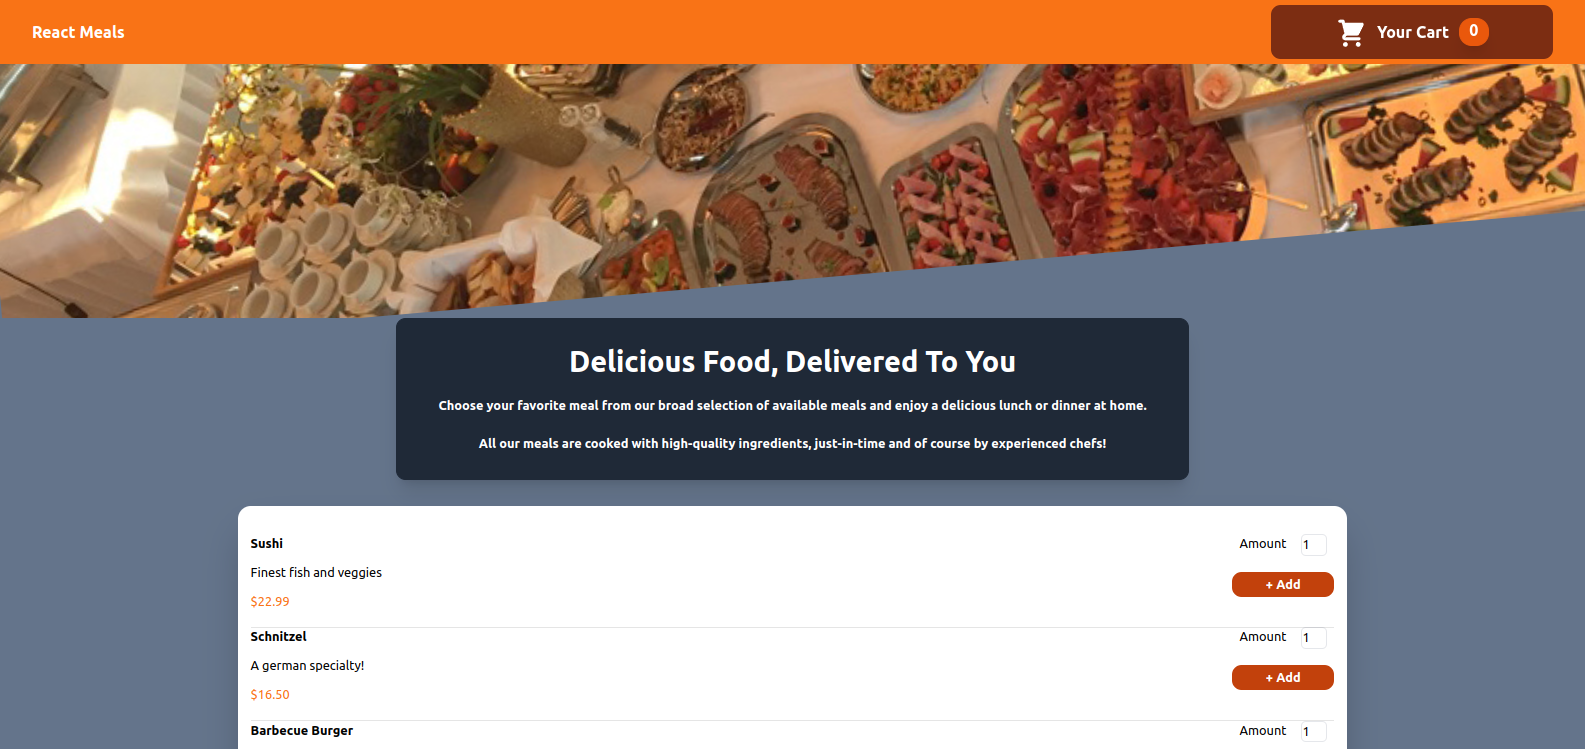 React Meals
Your Cart 0
Delicious Food, Delivered To You
Choose your favorite meal from our broad selection of available meals and enjoy a delicious lunch or dinner at home.
All our meals are cooked with high-quality ingredients, just-in-time and of course by experienced chefs!
Sushi
Amount 1
Finest fish and veggies
+ Add
$22.99
Schnitzel
Amount 1
A german specialty!
+ Add
$16.50
Barbecue Burger
Amount 1